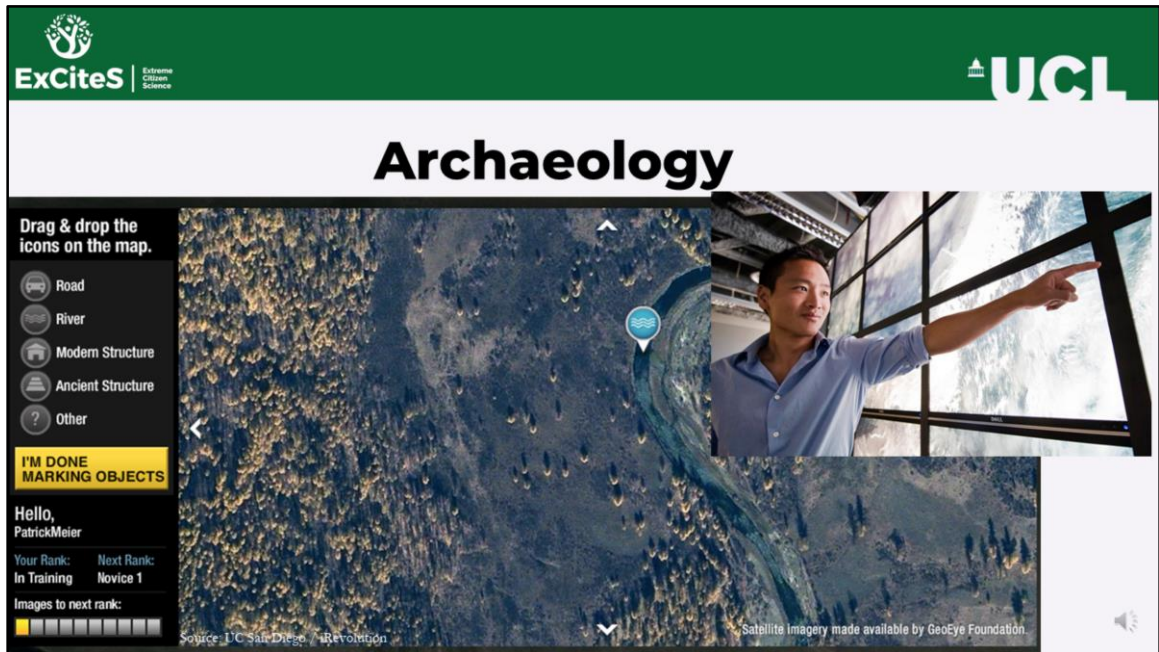 ExCiteS
Extreme
Citizen
Science
UCL
Archaeology
Drag & drop the
icons on the map.
Road
River
Modern Structure
Ancient Structure
? Other
I'M DONE
MARKING OBJECTS
Hello,
PatrickMeier
Your Rank: Next Rank:
In Training Novice 1
Images to next rank:
Source: UC San Diego / iRevolution
Satellite imagery made available by GeoEye Foundation.
DELL